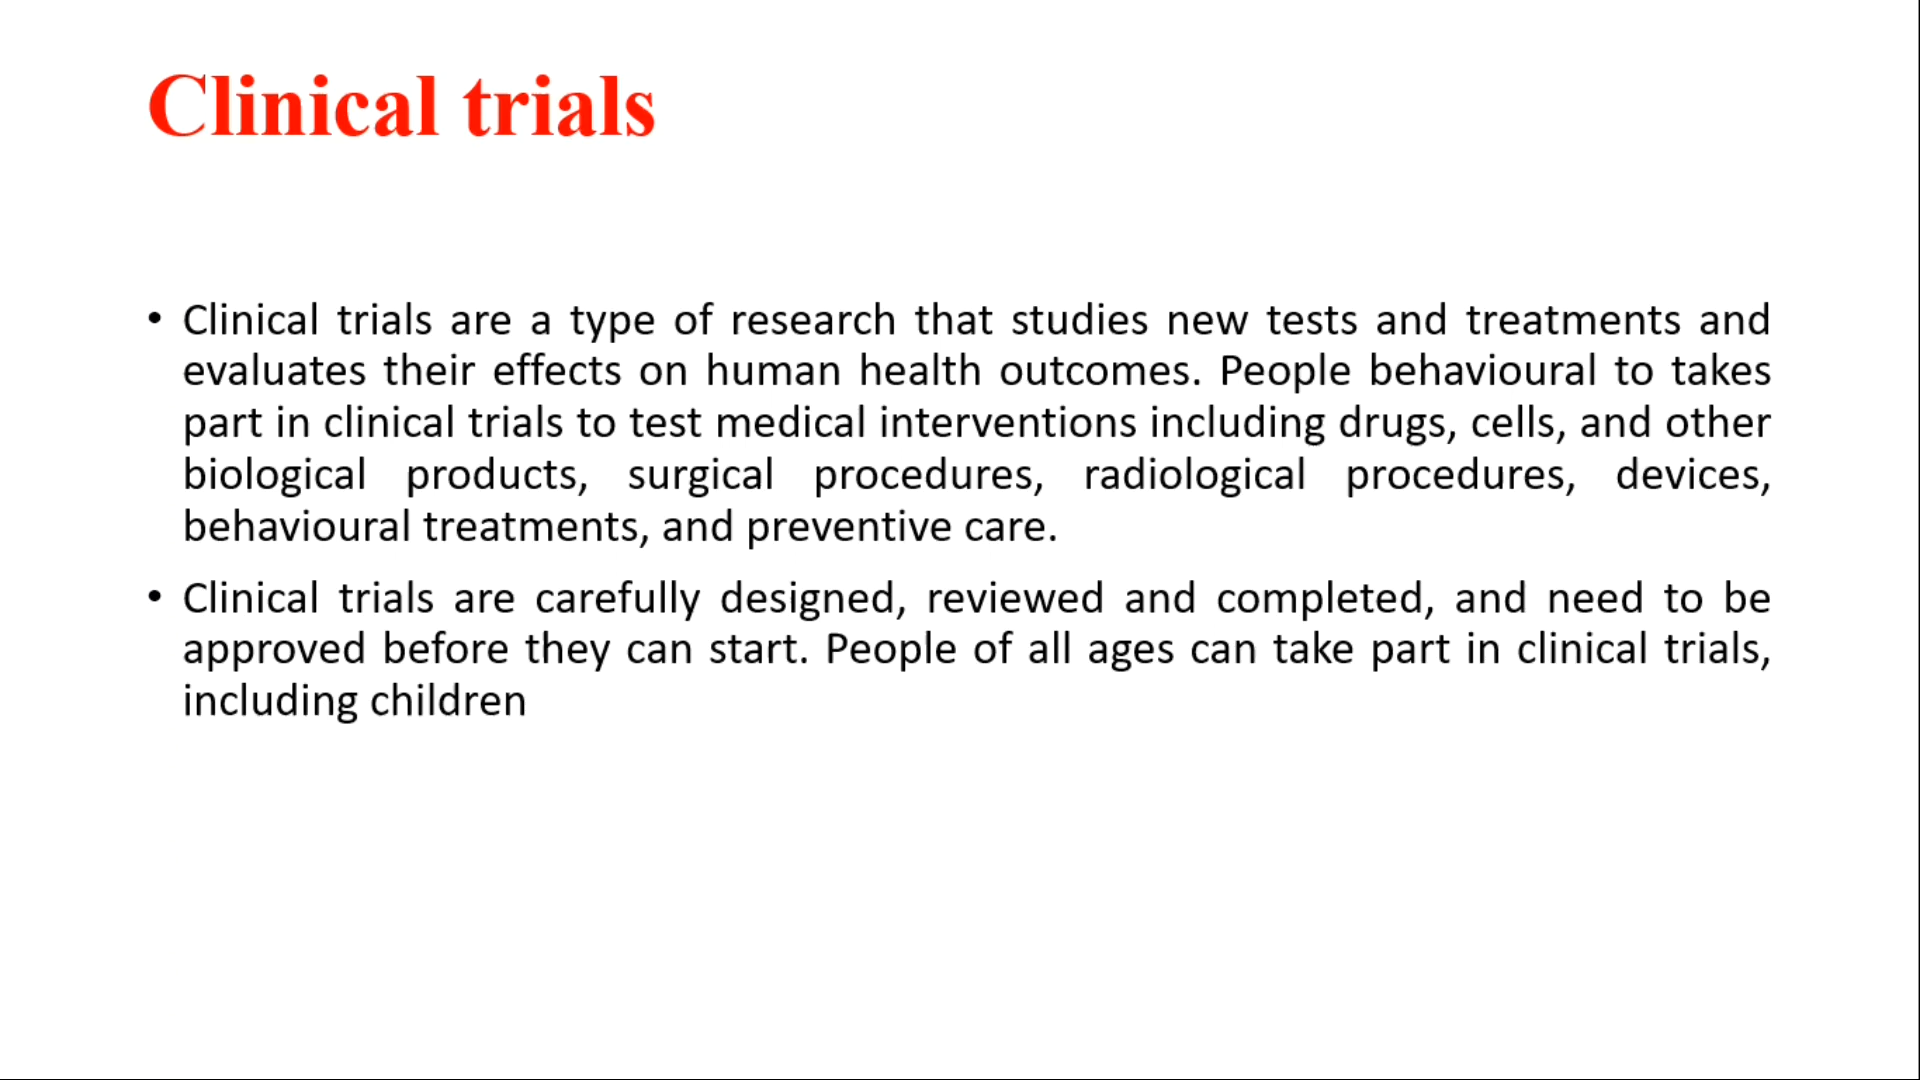 Clinical trials
• Clinical trials are a type of research that studies new tests and treatments and
evaluates their effects on human health outcomes. People behavioural to takes
part in clinical trials to test medical interventions including drugs, cells, and other
biological products, surgical procedures, radiological procedures, devices,
behavioural treatments, and preventive care.
• Clinical trials are carefully designed, reviewed and completed, and need to be
approved before they can start. People of all ages can take part in clinical trials,
including children